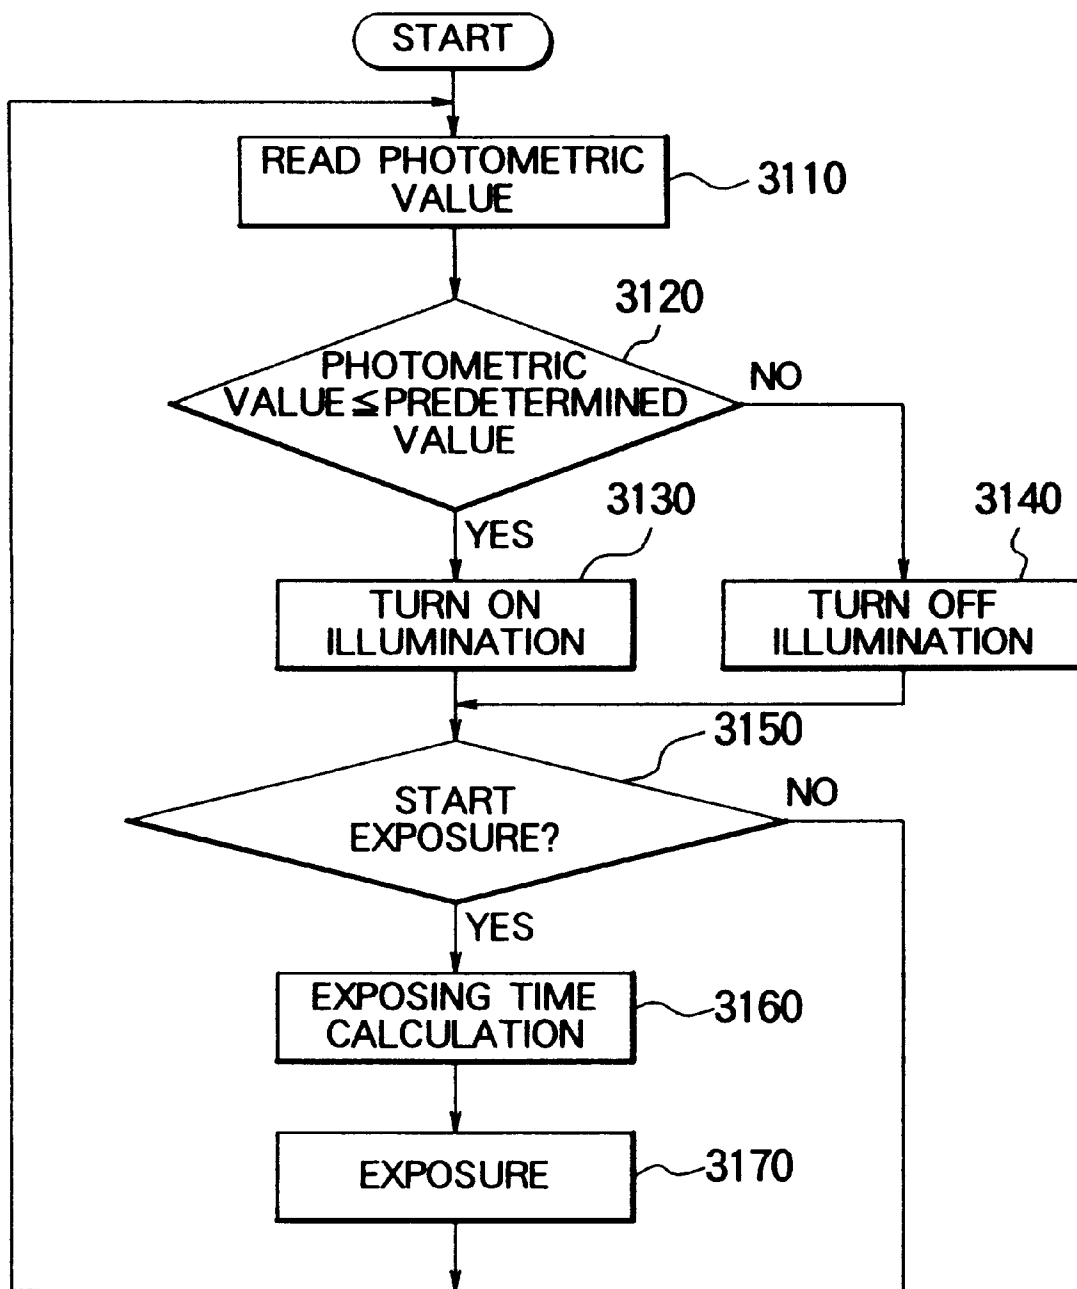 START
READ PHOTOMETRIC
VALUE
3110
3120
PHOTOMETRIC
VALUE≦PREDETERMINED
VALUE
NO
YES
3130
3140
TURN ON
ILLUMINATION
TURN OFF
ILLUMINATION
3150
START
EXPOSURE?
NO
YES
EXPOSING TIME
CALCULATION
3160
EXPOSURE
3170